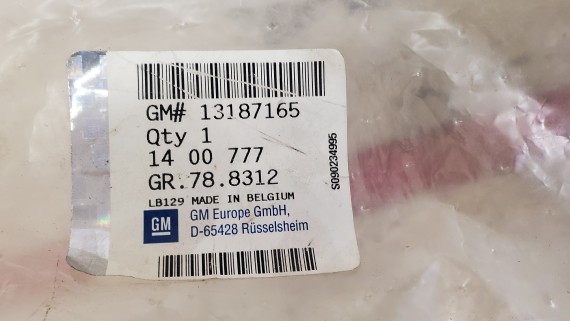 GM# 13187165
Qty 1
14 00 777
GR.78.8312
LB129 MADE IN BELGIUM
GM
GM Europe GmbH,
D-65428 Rüsselsheim
S090234995